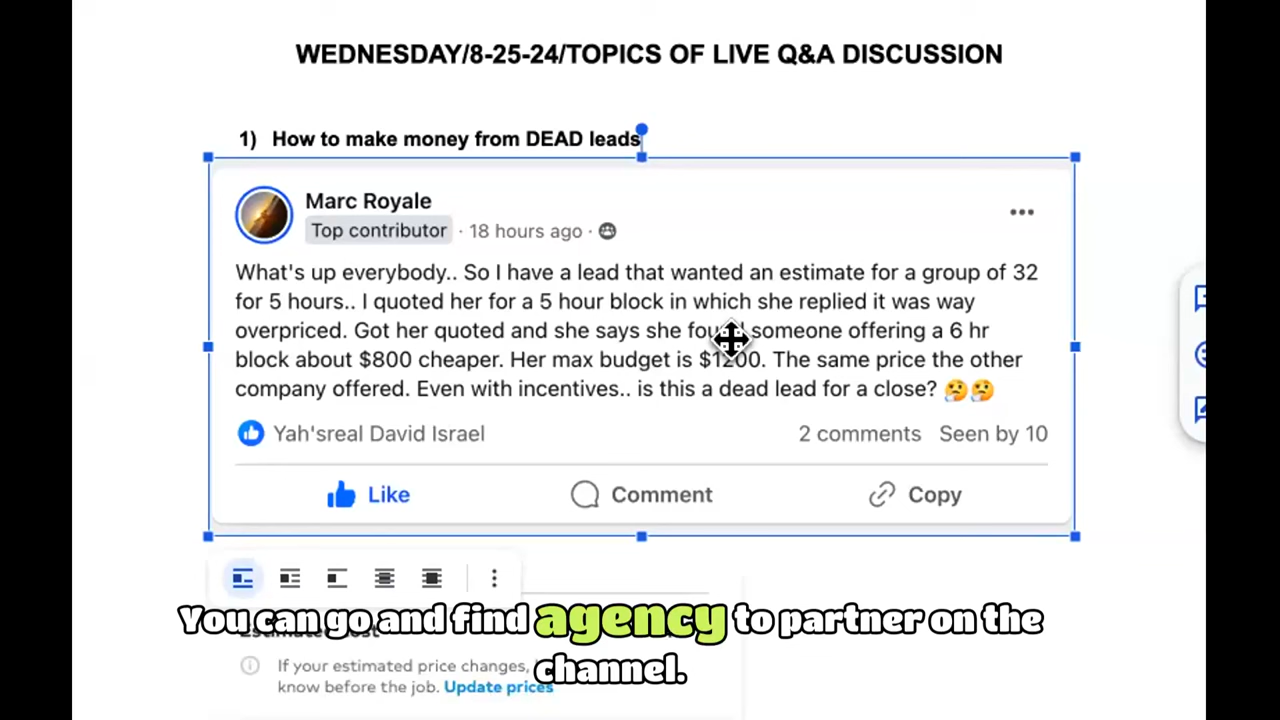 WEDNESDAY/8-25-24/TOPICS OF LIVE Q&A DISCUSSION
1) How to make money from DEAD leads
Marc Royale
Top contributor · 18 hours ago ·
What's up everybody.. So I have a lead that wanted an estimate for a group of 32
for 5 hours.. I quoted her for a 5 hour block in which she replied it was way
overpriced. Got her quoted and she says she found someone offering a 6 hr
block about $800 cheaper. Her max budget is $1200. The same price the other
company offered. Even with incentives.. is this a dead lead for a close? 🤔🤔
Yah'sreal David Israel
2 comments Seen by 10
Like Comment Copy
You can go and find agency to partner on the
channel.
If your estimated price changes,
know before the job. Update prices